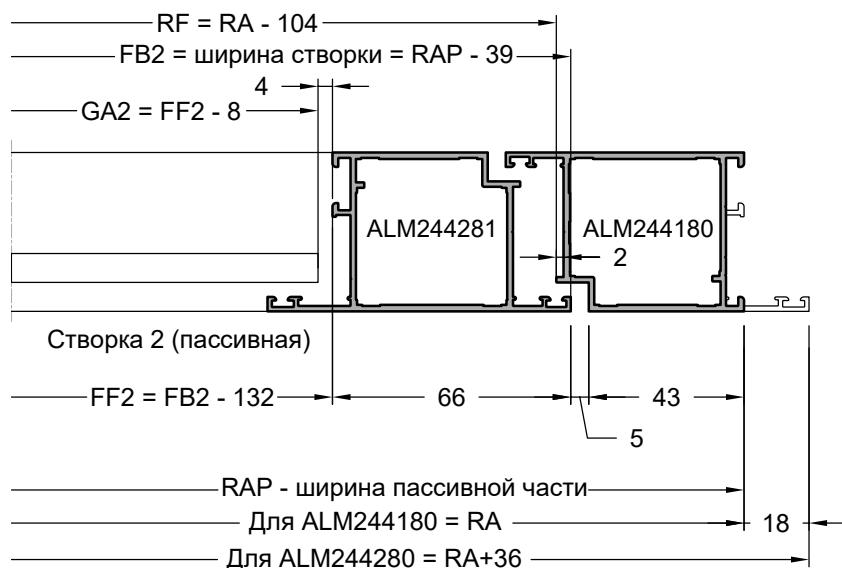 RF = RA - 104
FB2 = ширина створки = RAP - 39
4
GA2 = FF2 - 8
ALM244281
ALM244180
2
Створка 2 (пассивная)
FF2 = FB2 - 132
66
43
5
RAP - ширина пассивной части
Для ALM244180 = RA
18
Для ALM244280 = RA+36